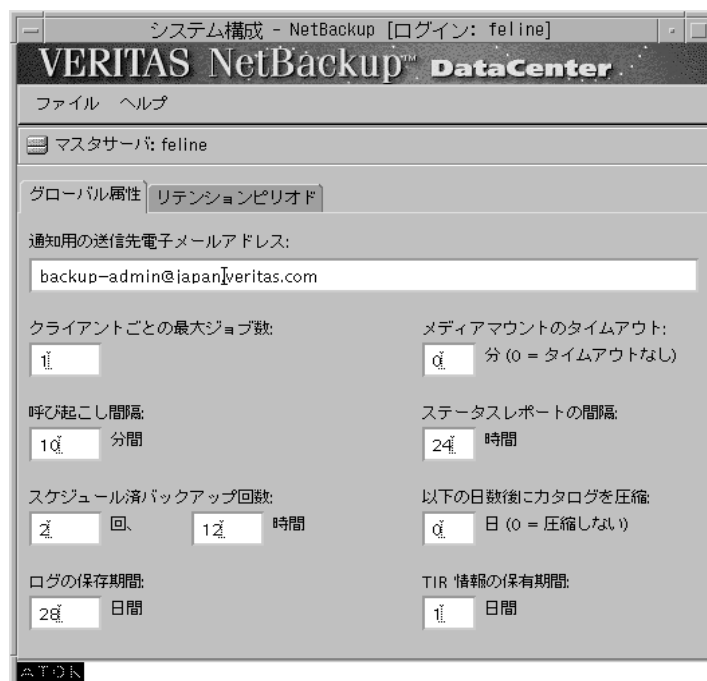 システム構成 - NetBackup [ログイン: feline]
VERITAS NetBackup™ DataCenter
ファイル ヘルプ
マスタサーバ: feline
グローバル属性 リテンションピリオド
通知用の送信先電子メールアドレス:
backup-admin@japan.veritas.com
クライアントごとの最大ジョブ数:
1
メディアマウントのタイムアウト:
0 分 (0 = タイムアウトなし)
呼び起こし間隔:
10 分間
ステータスレポートの間隔:
24 時間
スケジュール済バックアップ回数:
2 回、 12 時間
以下の日数後にカタログを圧縮:
0 日 (0 = 圧縮しない)
ログの保存期間:
28 日間
TIR 情報の保有期間:
1 日間
ATOK